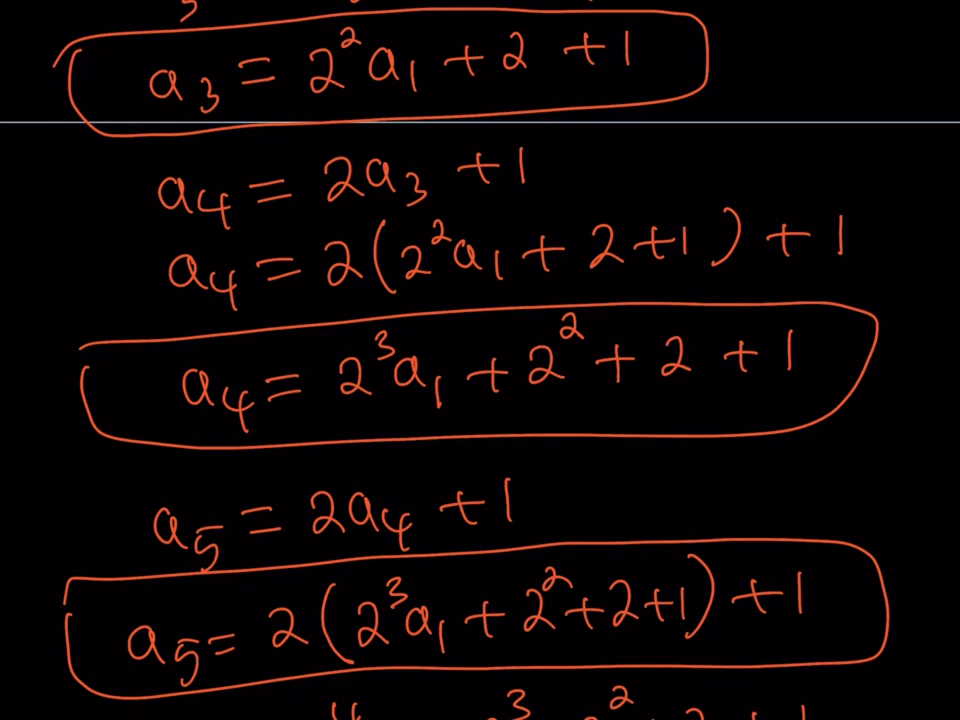 a₃ = 2²a₁ + 2 + 1
a₄ = 2a₃ + 1
a₄ = 2(2²a₁ + 2 + 1) + 1
a₄ = 2³a₁ + 2² + 2 + 1
a₅ = 2a₄ + 1
a₅ = 2(2³a₁ + 2² + 2 + 1) + 1